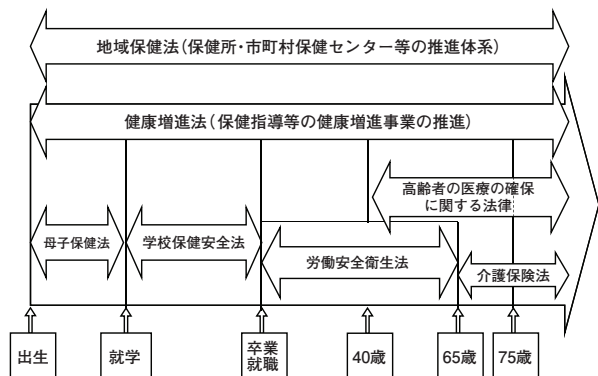 地域保健法（保健所・市町村保健センター等の推進体系）
健康増進法（保健指導等の健康増進事業の推進）
高齢者の医療の確保
に関する法律
母子保健法
学校保健安全法
労働安全衛生法
介護保険法
出生
就学
卒業
就職
40歳
65歳
75歳